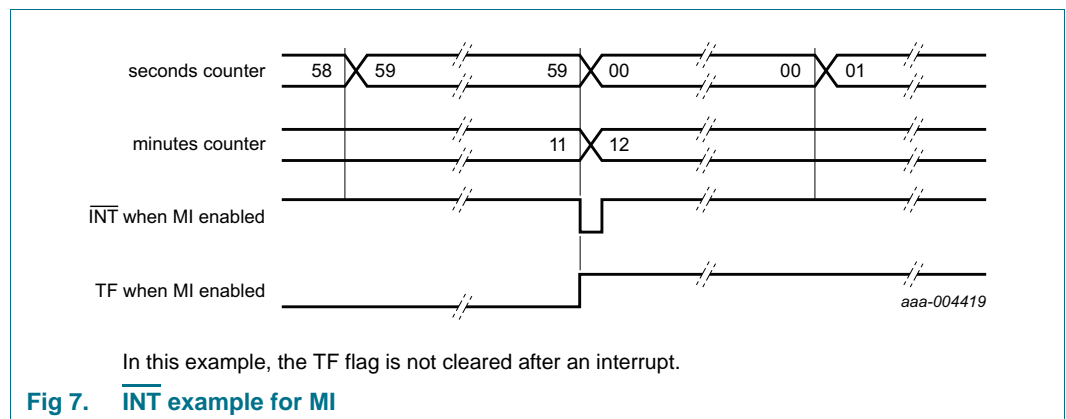 seconds counter 58 59 59 00 00 01
minutes counter 11 12
INT when MI enabled
TF when MI enabled
aaa-004419
In this example, the TF flag is not cleared after an interrupt.
Fig 7. INT example for MI